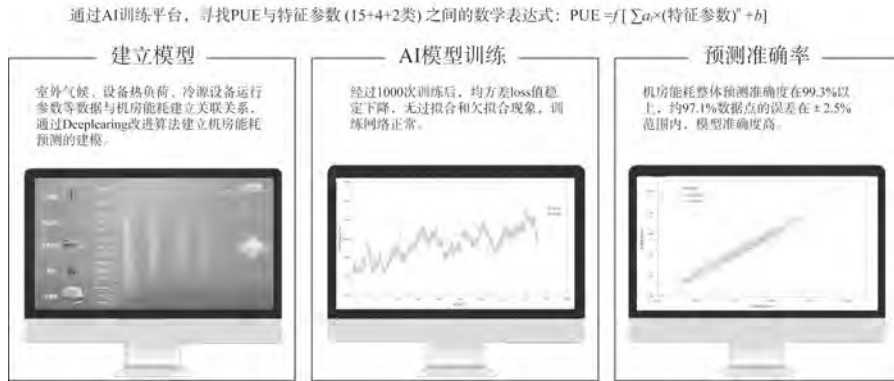 通过AI训练平台，寻找PUE与特征参数 (15+4+2类) 之间的数学表达式：PUE =f [ ∑aᵢ×(特征参数)ⁿ +b]
建立模型
室外气候、设备热负荷、冷源设备运行
参数等数据与机房能耗建立关联关系，
通过Deeplearing改进算法建立机房能耗
预测的建模。
AI模型训练
经过1000次训练后，均方差loss值稳
定下降，无过拟合和欠拟合现象，训
练网络正常。
预测准确率
机房能耗整体预测准确度在99.3%以
上，约97.1%数据点的误差在 ± 2.5%
范围内，模型准确度高。